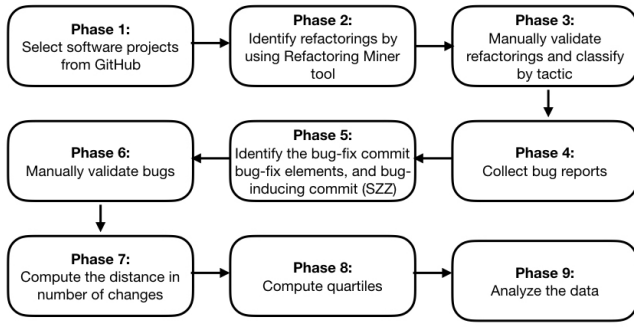 Phase 1:
Select software projects
from GitHub
Phase 2:
Identify refactorings by
using Refactoring Miner
tool
Phase 3:
Manually validate
refactorings and classify
by tactic
Phase 6:
Manually validate bugs
Phase 5:
Identify the bug-fix commit
bug-fix elements, and bug-
inducing commit (SZZ)
Phase 4:
Collect bug reports
Phase 7:
Compute the distance in
number of changes
Phase 8:
Compute quartiles
Phase 9:
Analyze the data